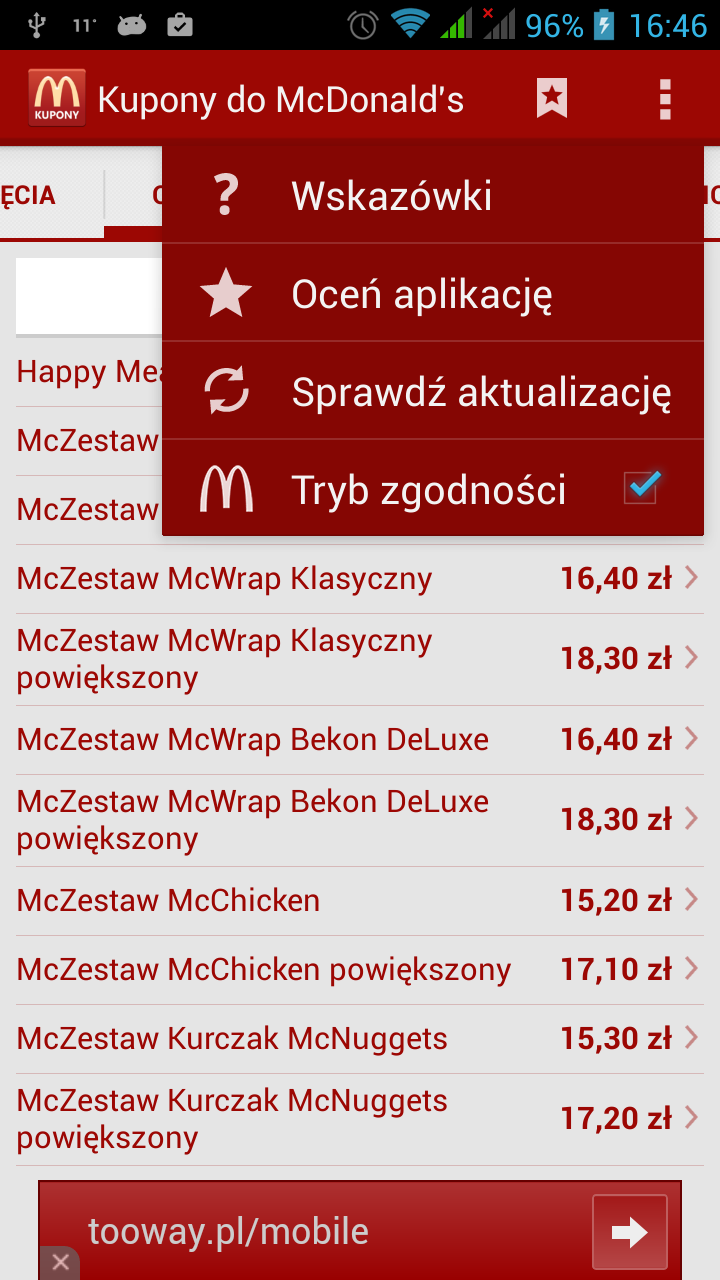 11°
96%
16:46
KUPONY
Kupony do McDonald's
ĘCIA
Wskazówki
Oceń aplikację
Sprawdź aktualizację
Tryb zgodności
Happy
McZestaw
McZestaw
McZestaw McWrap Klasyczny 16,40 zł
McZestaw McWrap Klasyczny
powiększony
18,30 zł
McZestaw McWrap Bekon DeLuxe 16,40 zł
McZestaw McWrap Bekon DeLuxe
powiększony
18,30 zł
McZestaw McChicken 15,20 zł
McZestaw McChicken powiększony 17,10 zł
McZestaw Kurczak McNuggets 15,30 zł
McZestaw Kurczak McNuggets
powiększony
17,20 zł
tooway.pl/mobile